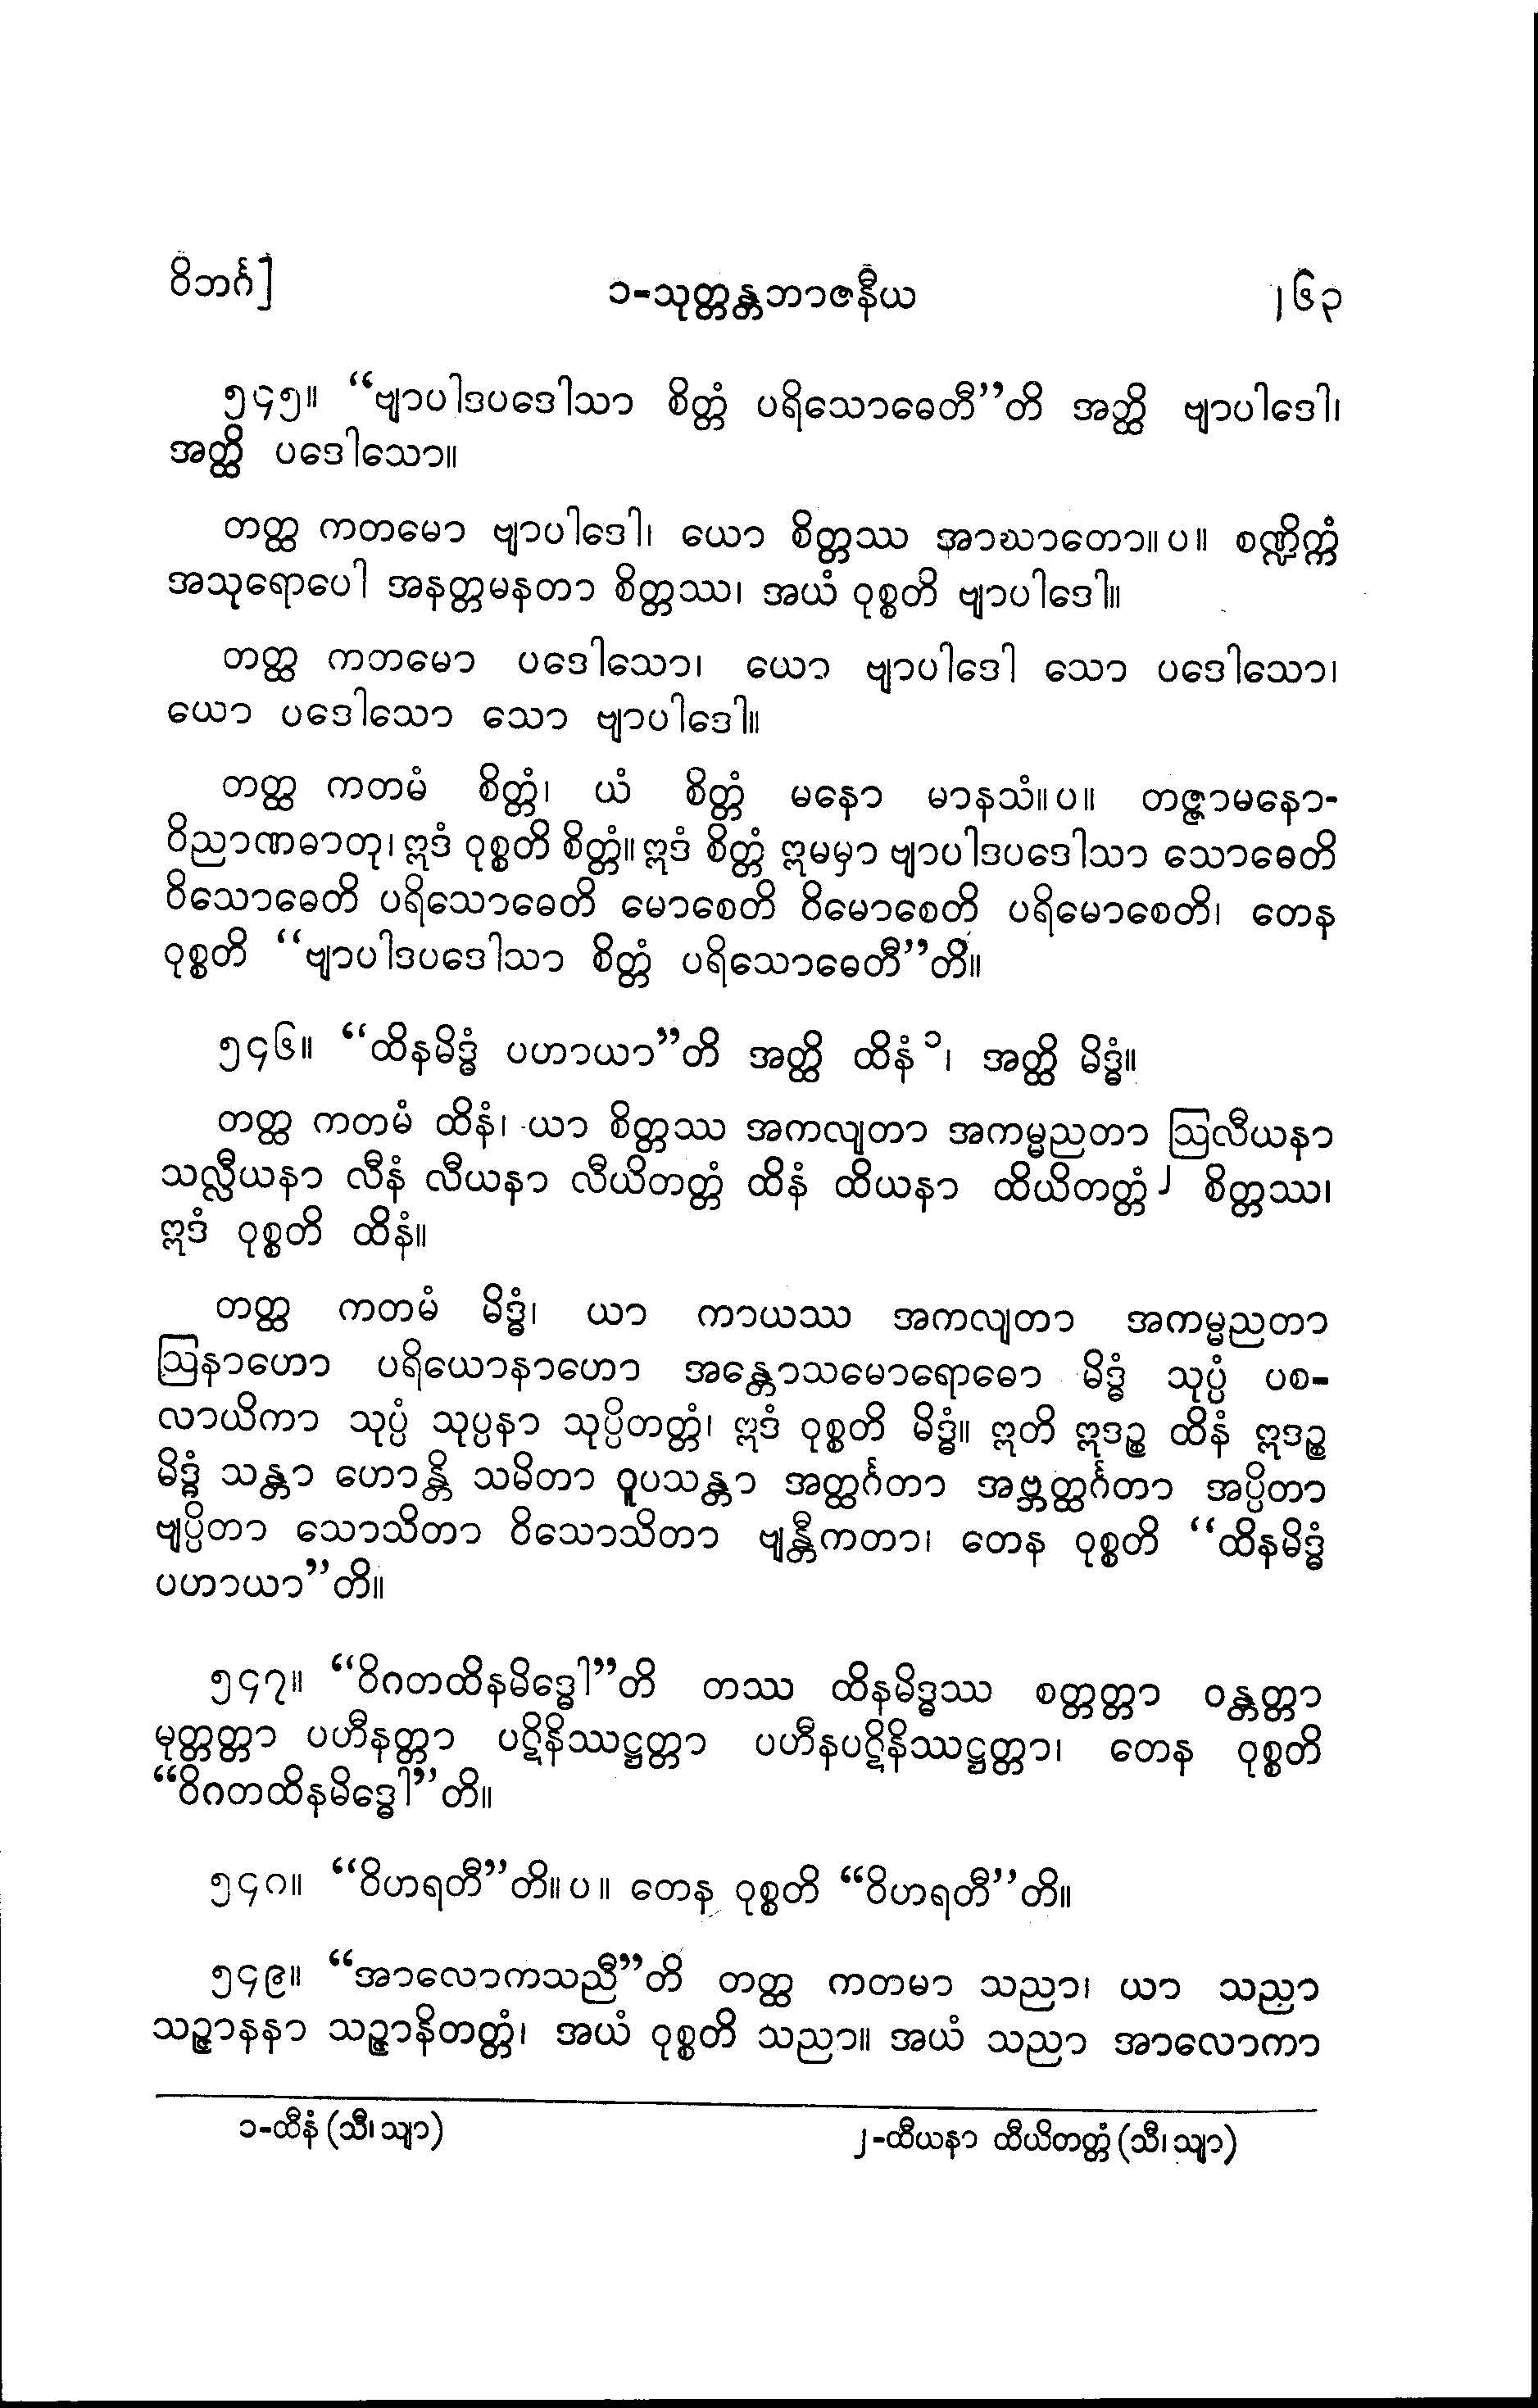 ဝိဘင်္ဂ]
၁-သုတ္တန္တဘာဇနီယ
၂၆၃
၅၄၅။ “ဗျာပါဒပဒေါသာ စိတ္တံ ပရိသောဓေတီ”တိ အတ္ထိ ဗျာပါဒေါ၊
အတ္ထိ ပဒေါသော။
တတ္ထ ကတမော ဗျာပါဒေါ၊ ယော စိတ္တဿ အာဃာတော။ပ။ စဏ္ဍိက္ကံ
အသုရောပေါ အနတ္တမနတာ စိတ္တဿ၊ အယံ ဝုစ္စတိ ဗျာပါဒေါ။
တတ္ထ ကတမော ပဒေါသော၊ ယော ဗျာပါဒေါ သော ပဒေါသော၊
ယော ပဒေါသော သော ဗျာပါဒေါ။
တတ္ထ ကတမံ စိတ္တံ၊ ယံ စိတ္တံ မနော မာနသံ။ပ။ တဇ္ဇာမနော-
ဝိညာဏဓာတု၊ ဣဒံ ဝုစ္စတိ စိတ္တံ။ ဣဒံ စိတ္တံ ဣမမှာ ဗျာပါဒပဒေါသာ သောဓေတိ
ဝိသောဓေတိ ပရိသောဓေတိ မောစေတိ ဝိမောစေတိ ပရိမောစေတိ၊ တေန
ဝုစ္စတိ “ဗျာပါဒပဒေါသာ စိတ္တံ ပရိသောဓေတီ”တိ။
၅၄၆။ “ထိနမိဒ္ဓံ ပဟာယာ”တိ အတ္ထိ ထိနံ၁၊ အတ္ထိ မိဒ္ဓံ။
တတ္ထ ကတမံ ထိနံ၊ ယာ စိတ္တဿ အကလျတာ အကမ္မညတာ ဩလီယနာ
သလ္လီယနာ လီနံ လီယနာ လီယိတတ္တံ ထိနံ ထိယနာ ထိယိတတ္တံ၂ စိတ္တဿ၊
ဣဒံ ဝုစ္စတိ ထိနံ။
တတ္ထ ကတမံ မိဒ္ဓံ၊ ယာ ကာယဿ အကလျတာ အကမ္မညတာ
ဩနာဟော ပရိယောနာဟော အန္တောသမောရောဓော မိဒ္ဓံ သုပ္ပံ ပစ-
လာယိကာ သုပ္ပံ သုပ္ပနာ သုပ္ပိတတ္တံ၊ ဣဒံ ဝုစ္စတိ မိဒ္ဓံ။ ဣတိ ဣဒဉ္စ ထိနံ ဣဒဉ္စ
မိဒ္ဓံ သန္တာ ဟောန္တိ သမိတာ ဝူပသန္တာ အတ္ထင်္ဂတာ အဗ္ဘတ္ထင်္ဂတာ အပ္ပိတာ
ဗျပ္ပိတာ သောသိတာ ဝိသောသိတာ ဗျန္တီကတာ၊ တေန ဝုစ္စတိ “ထိနမိဒ္ဓံ
ပဟာယာ”တိ။
၅၄၇။ “ဝိဂတထိနမိဒ္ဓေါ”တိ တဿ ထိနမိဒ္ဓဿ စတ္တတ္တာ ဝန္တတ္တာ
မုတ္တတ္တာ ပဟီနတ္တာ ပဋိနိဿဋ္ဌတ္တာ ပဟီနပဋိနိဿဋ္ဌတ္တာ၊ တေန ဝုစ္စတိ
“ဝိဂတထိနမိဒ္ဓေါ”တိ။
၅၄၈။ “ဝိဟရတီ”တိ။ပ။ တေန ဝုစ္စတိ “ဝိဟရတီ”တိ။
၅၄၉။ “အာလောကသညီ”တိ တတ္ထ ကတမာ သညာ၊ ယာ သညာ
သဉ္ဇာနနာ သဉ္ဇာနိတတ္တံ၊ အယံ ဝုစ္စတိ သညာ။ အယံ သညာ အာလောကာ
၁-ထီနံ (သီ၊ သျာ)
၂-ထီယနာ ထီယိတတ္တံ (သီ၊ သျာ)